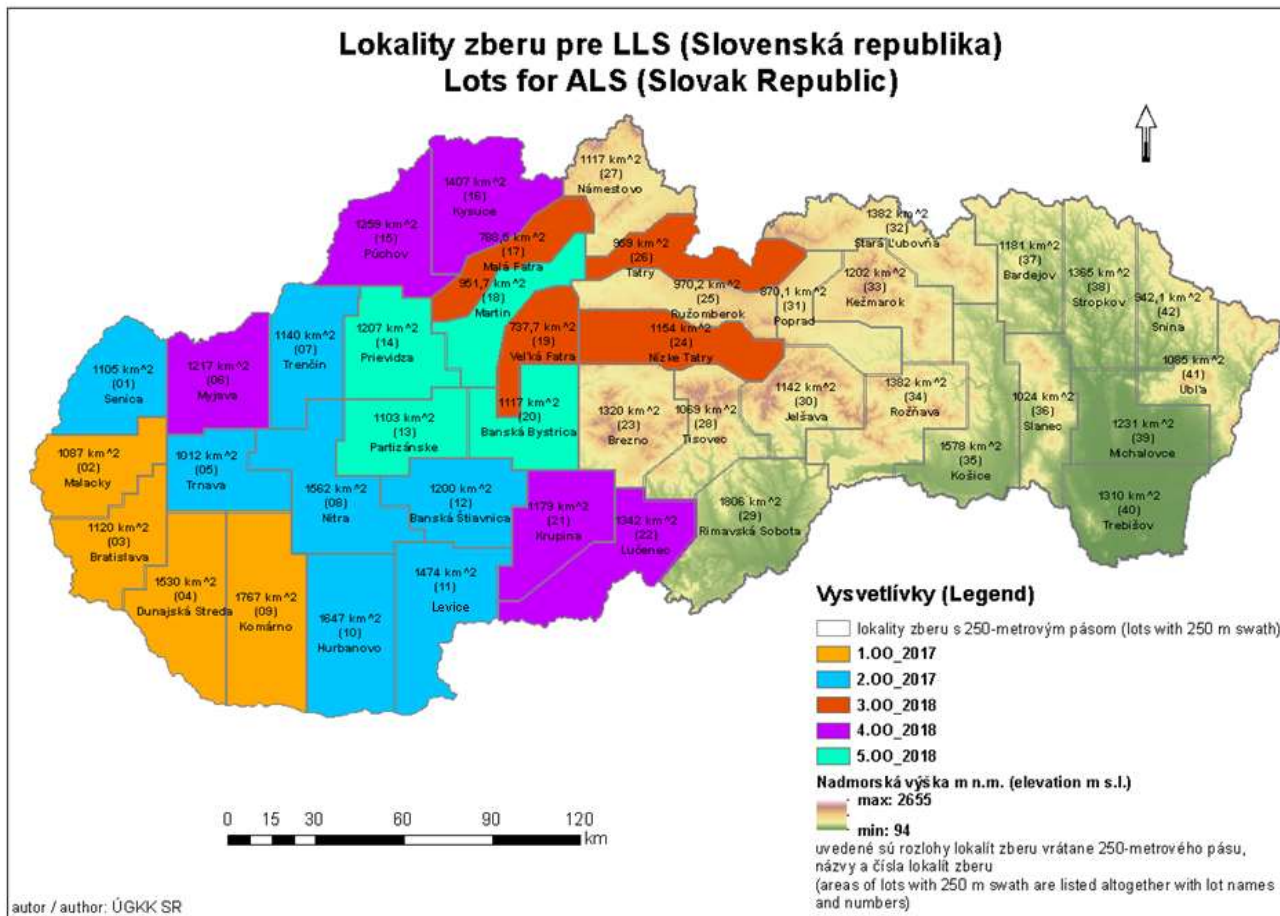 Lokality zberu pre LLS (Slovenská republika)
Lots for ALS (Slovak Republic)
1117 km^2
(27)
Námestovo
1407 km^2
(16)
Kysuce
1359 km^2
(15)
Púchov
788,5 km^2
(17)
Malá Fatra
951,7 km^2
(18)
Martin
959 km^2
(26)
Tatry
1382 km^2
(32)
Stará Ľubovňa
1181 km^2
(37)
Bardejov
1365 km^2
(38)
Stropkov
942,1 km^2
(42)
Snina
1202 km^2
(33)
Kežmarok
970,2 km^2
(25)
Ružomberok
870,1 km^2
(31)
Poprad
1140 km^2
(07)
Trenčín
1207 km^2
(14)
Prievidza
737,7 km^2
(19)
Veľká Fatra
1154 km^2
(24)
Nízke Tatry
1105 km^2
(01)
Senica
1217 km^2
(06)
Myjava
1085 km^2
(41)
Ubľa
1103 km^2
(13)
Partizánske
1117 km^2
(20)
Banská Bystrica
1320 km^2
(23)
Brezno
1069 km^2
(28)
Tisovec
1142 km^2
(30)
Jelšava
1382 km^2
(34)
Rožňava
1024 km^2
(36)
Slanec
1231 km^2
(39)
Michalovce
1578 km^2
(35)
Košice
1087 km^2
(02)
Malacky
1012 km^2
(05)
Trnava
1562 km^2
(08)
Nitra
1200 km^2
(12)
Banská Štiavnica
1179 km^2
(21)
Krupina
1342 km^2
(22)
Lučenec
1806 km^2
(29)
Rimavská Sobota
1310 km^2
(40)
Trebišov
1120 km^2
(03)
Bratislava
1530 km^2
(04)
Dunajská Streda
1767 km^2
(09)
Komárno
1647 km^2
(10)
Hurbanovo
1474 km^2
(11)
Levice
Vysvetlívky (Legend)
lokality zberu s 250-metrovým pásom (lots with 250 m swath)
1.OO_2017
2.OO_2017
3.OO_2018
4.OO_2018
5.OO_2018
Nadmorská výška m n.m. (elevation m s.l.)
max: 2655
min: 94
uvedené sú rozlohy lokalít zberu vrátane 250-metrového pásu,
názvy a čísla lokalít zberu
(areas of lots with 250 m swath are listed altogether with lot names
and numbers)
0 15 30 60 90 120
km
autor / author: ÚGKK SR